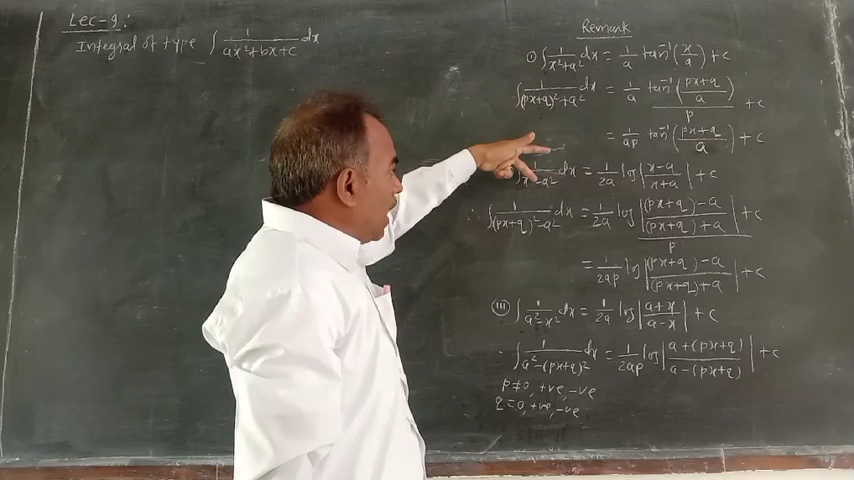 Lec-9:
Integral of type ∫ 1/(ax²+bx+c) dx
Remark
① ∫ 1/(x²+a²) dx = 1/a tan⁻¹(x/a) + c
∫ 1/((px+q)²+a²) dx = 1/a tan⁻¹((px+q)/a)/p + c
= 1/ap tan⁻¹((px+q)/a) + c
∫ 1/(x²-a²) dx = 1/2a log|(x-a)/(x+a)| + c
∴ ∫ 1/((px+q)²-a²) dx = 1/2a log|((px+q)-a)/((px+q)+a)|/p + c
= 1/2ap log|((px+q)-a)/((px+q)+a)| + c
(iii) ∫ 1/(a²-x²) dx = 1/2a log|(a+x)/(a-x)| + c
∫ 1/(a²-(px+q)²) dx = 1/2ap log|(a+(px+q))/(a-(px+q))| + c
p≠0, +ve, -ve
q=0, +ve, -ve